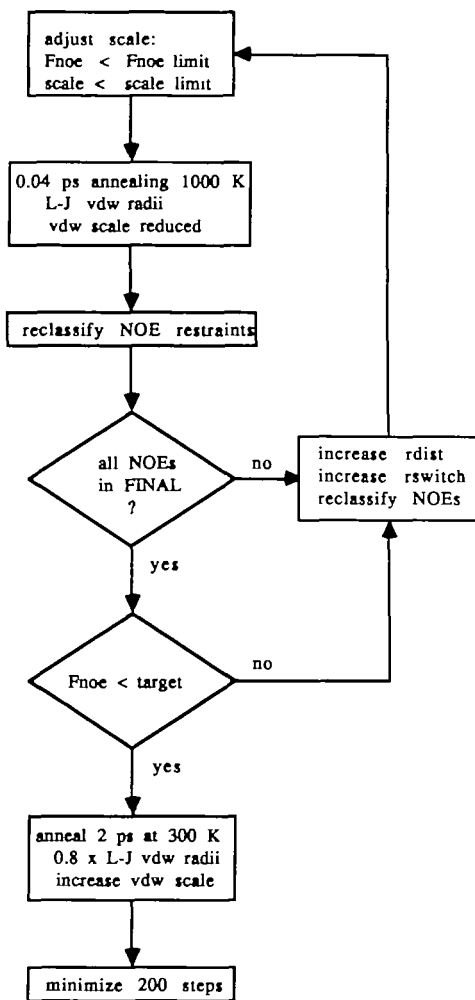 adjust scale:
Fnoe < Fnoe limit
scale < scale limit
0.04 ps annealing 1000 K
L-J vdw radii
vdw scale reduced
reclassify NOE restraints
all NOEs
in FINAL
?
no
increase rdist
increase rswitch
reclassify NOEs
yes
Fnoe < target
no
yes
anneal 2 ps at 300 K
0.8 x L-J vdw radii
increase vdw scale
minimize 200 steps